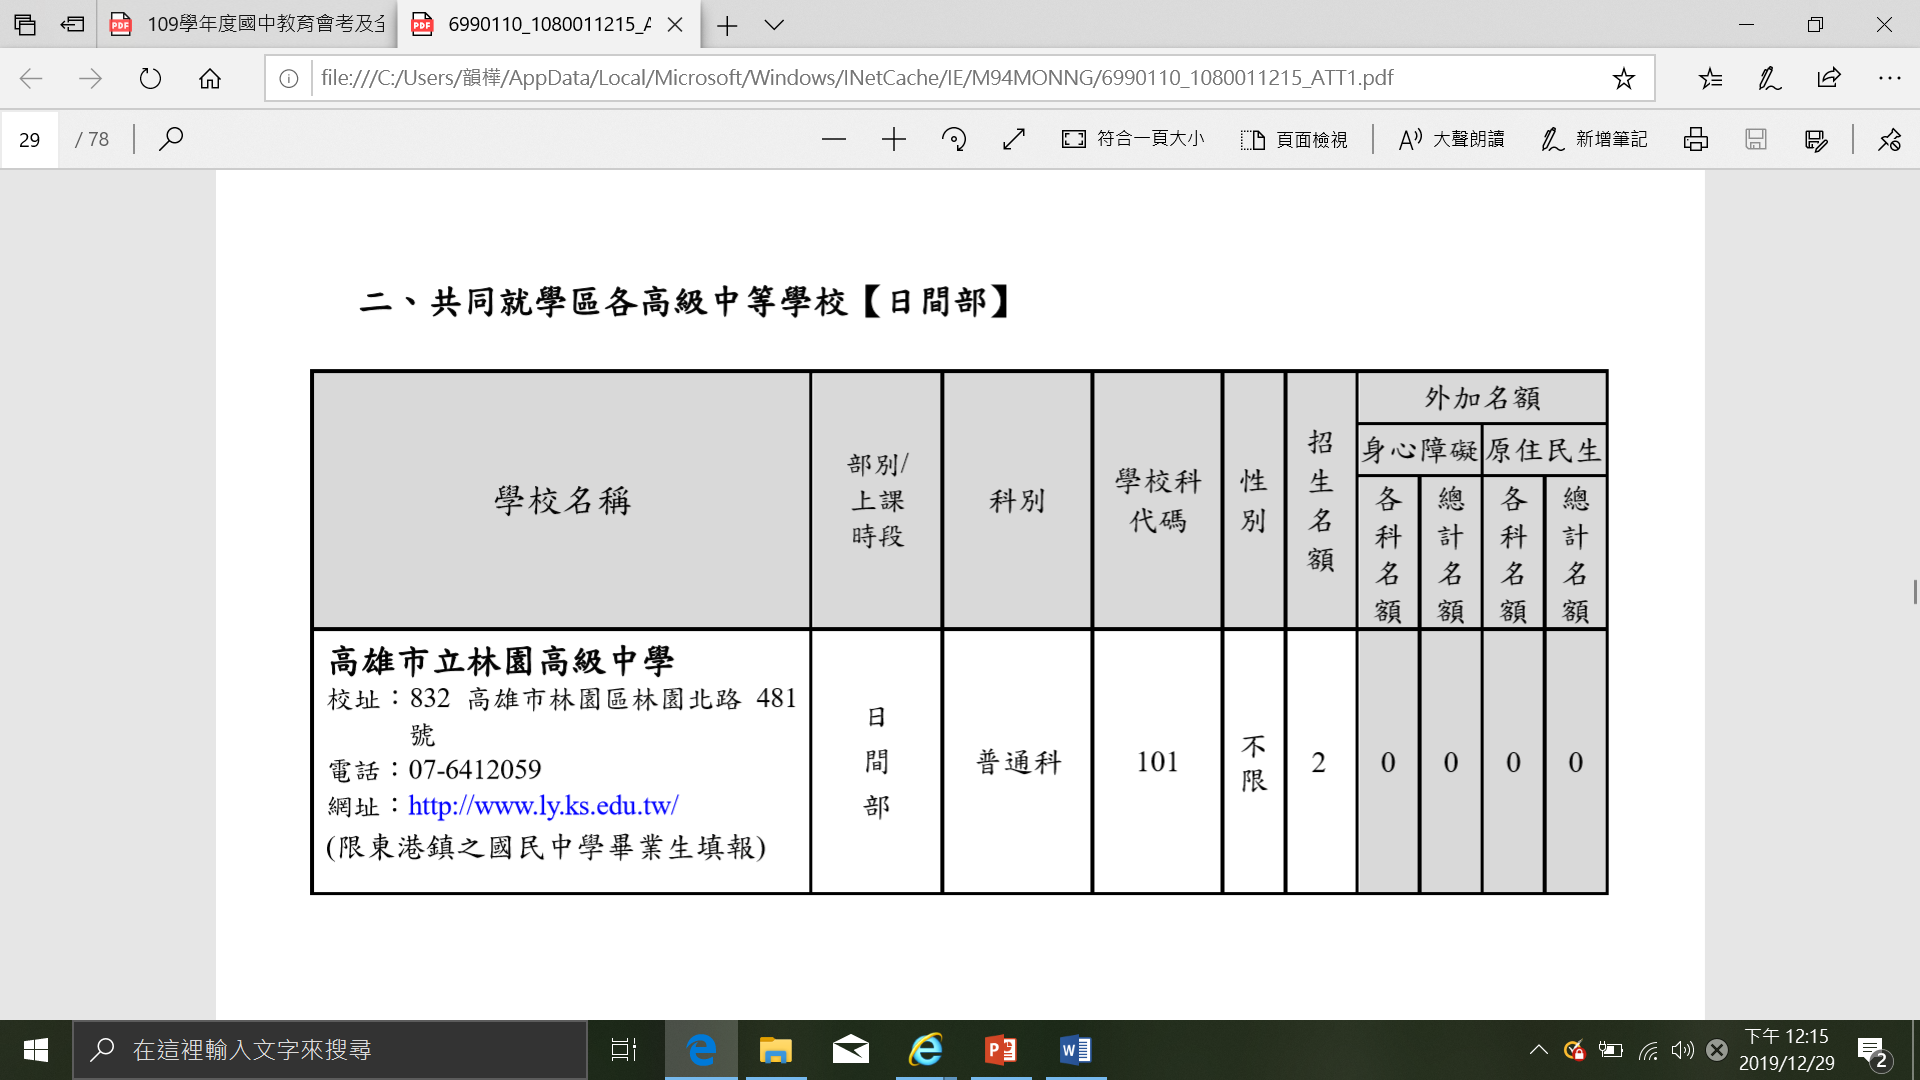 109學年度國中教育會考及全
6990110_1080011215_A
file:///C:/Users/韻樺/AppData/Local/Microsoft/Windows/INetCache/IE/M94MONNG/6990110_1080011215_ATT1.pdf
29 / 78
符合一頁大小 頁面檢視 大聲朗讀 新增筆記
二、共同就學區各高級中等學校【日間部】
學校名稱
部別/
上課
時段
科別
學校科
代碼
性別
招生名額
外加名額
身心障礙 原住民生
各科名額 總計名額 各科名額 總計名額
高雄市立林園高級中學
校址：832 高雄市林園區林園北路 481
號
電話：07-6412059
網址：http://www.ly.ks.edu.tw/
(限東港鎮之國民中學畢業生填報)
日間部
普通科
101
不限
2
0
0
0
0
在這裡輸入文字來搜尋
下午 12:15
2019/12/29
2